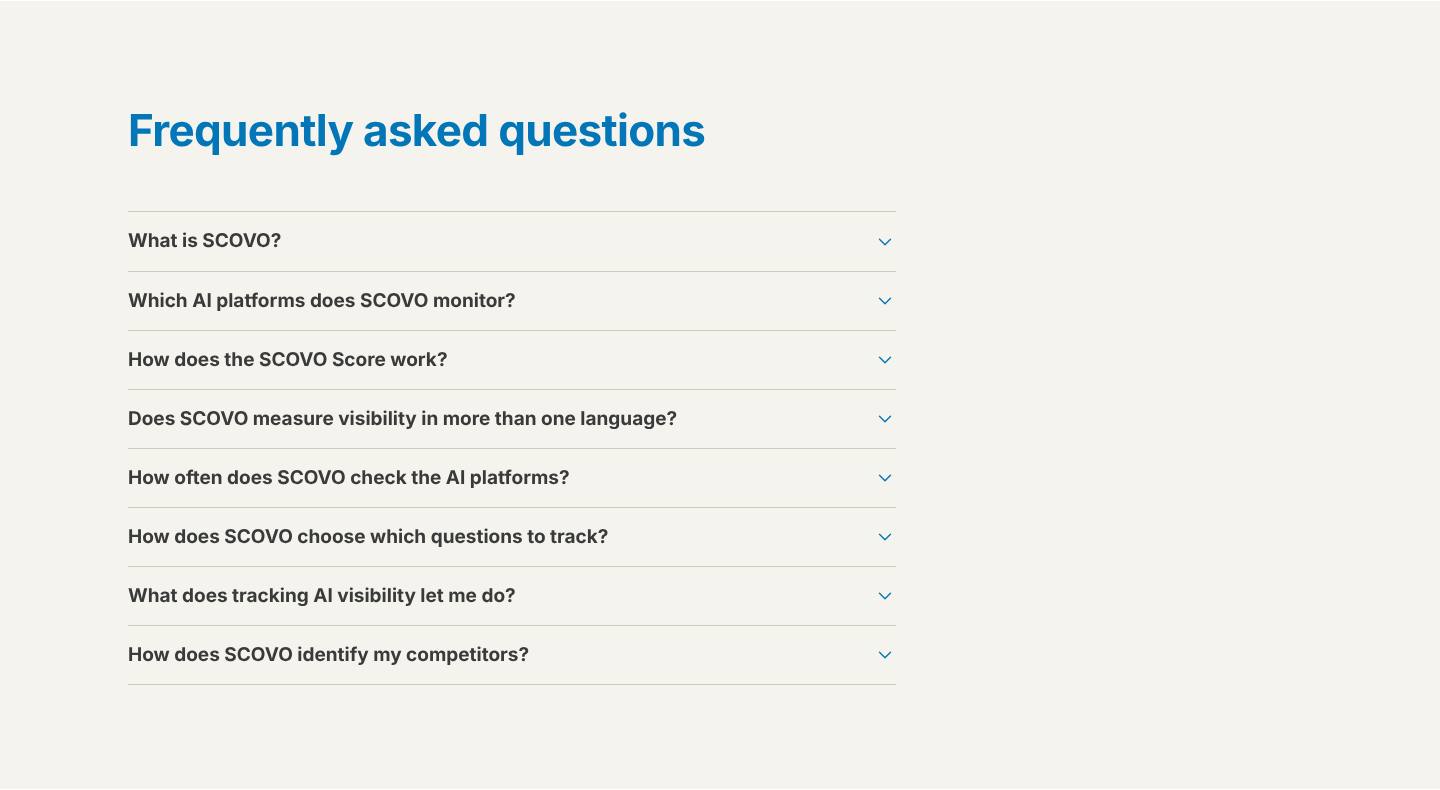 Frequently asked questions
What is SCOVO?
Which AI platforms does SCOVO monitor?
How does the SCOVO Score work?
Does SCOVO measure visibility in more than one language?
How often does SCOVO check the AI platforms?
How does SCOVO choose which questions to track?
What does tracking AI visibility let me do?
How does SCOVO identify my competitors?